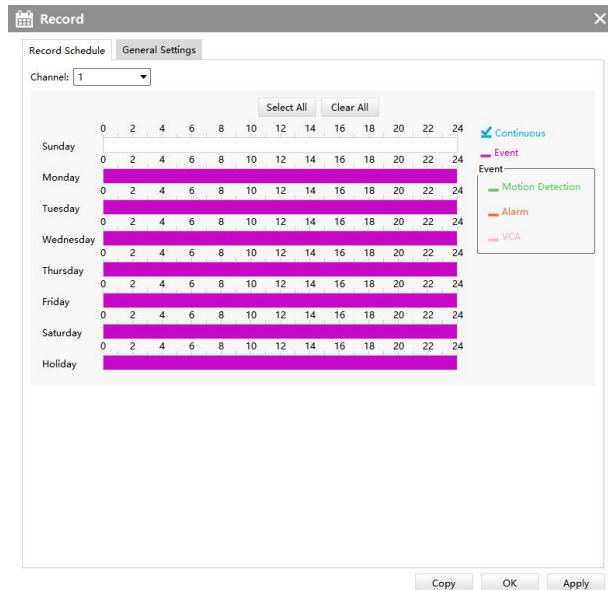 Record
Record Schedule General Settings
Channel: 1
Select All Clear All
0 2 4 6 8 10 12 14 16 18 20 22 24
Continuous
Sunday
Event
0 2 4 6 8 10 12 14 16 18 20 22 24
Event
Monday
Motion Detection
0 2 4 6 8 10 12 14 16 18 20 22 24
Tuesday
Alarm
0 2 4 6 8 10 12 14 16 18 20 22 24
Wednesday
VCA
0 2 4 6 8 10 12 14 16 18 20 22 24
Thursday
0 2 4 6 8 10 12 14 16 18 20 22 24
Friday
0 2 4 6 8 10 12 14 16 18 20 22 24
Saturday
0 2 4 6 8 10 12 14 16 18 20 22 24
Holiday
Copy OK Apply